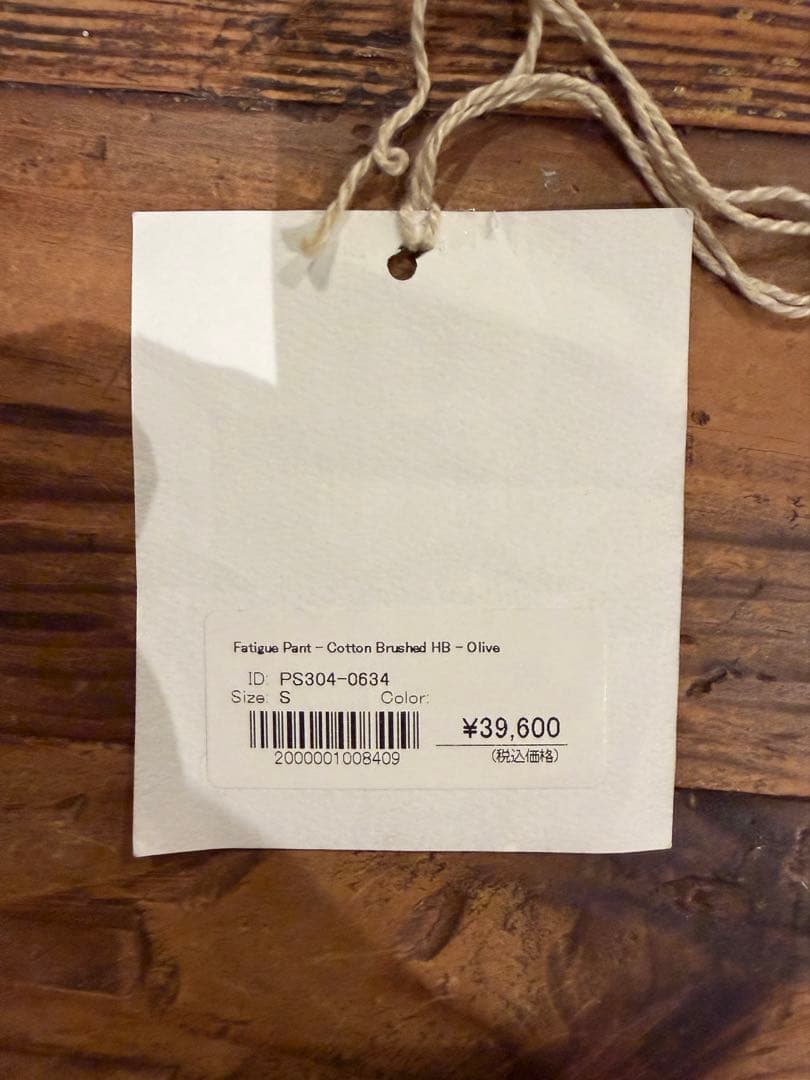 Fatigue Pant - Cotton Brushed HB - Olive
ID: PS304-0634
Size: S Color:
¥39,600
2000001008409
(税込価格)